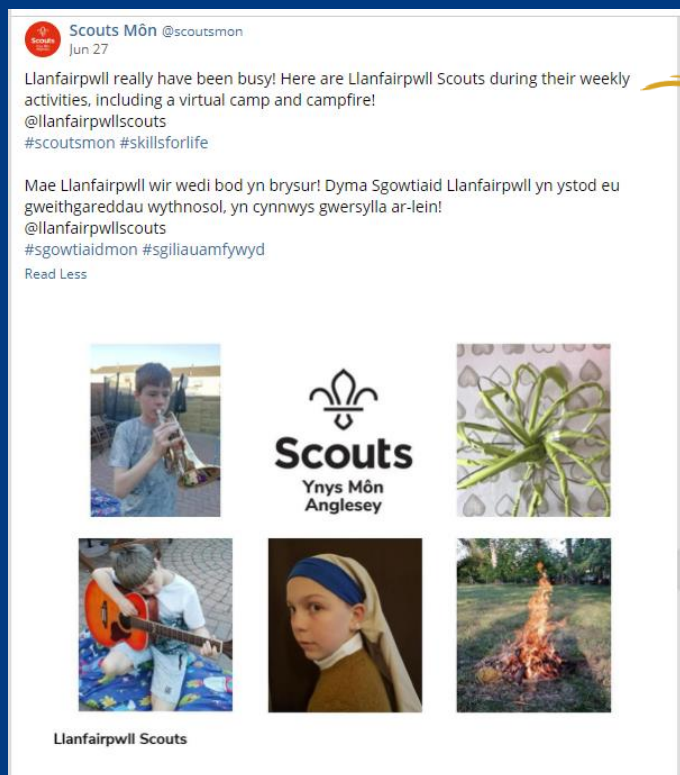 Scouts Môn @scoutsmon
Jun 27
Llanfairpwll really have been busy! Here are Llanfairpwll Scouts during their weekly
activities, including a virtual camp and campfire!
@llanfairpwllscouts
#scoutsmon #skillsforlife
Mae Llanfairpwll wir wedi bod yn brysur! Dyma Sgowtiaid Llanfairpwll yn ystod eu
gweithgareddau wythnosol, yn cynnwys gwersylla ar-lein!
@llanfairpwllscouts
#sgowtiaidmon #sgiliauamfywyd
Read Less
Scouts
Ynys Môn
Anglesey
Llanfairpwll Scouts